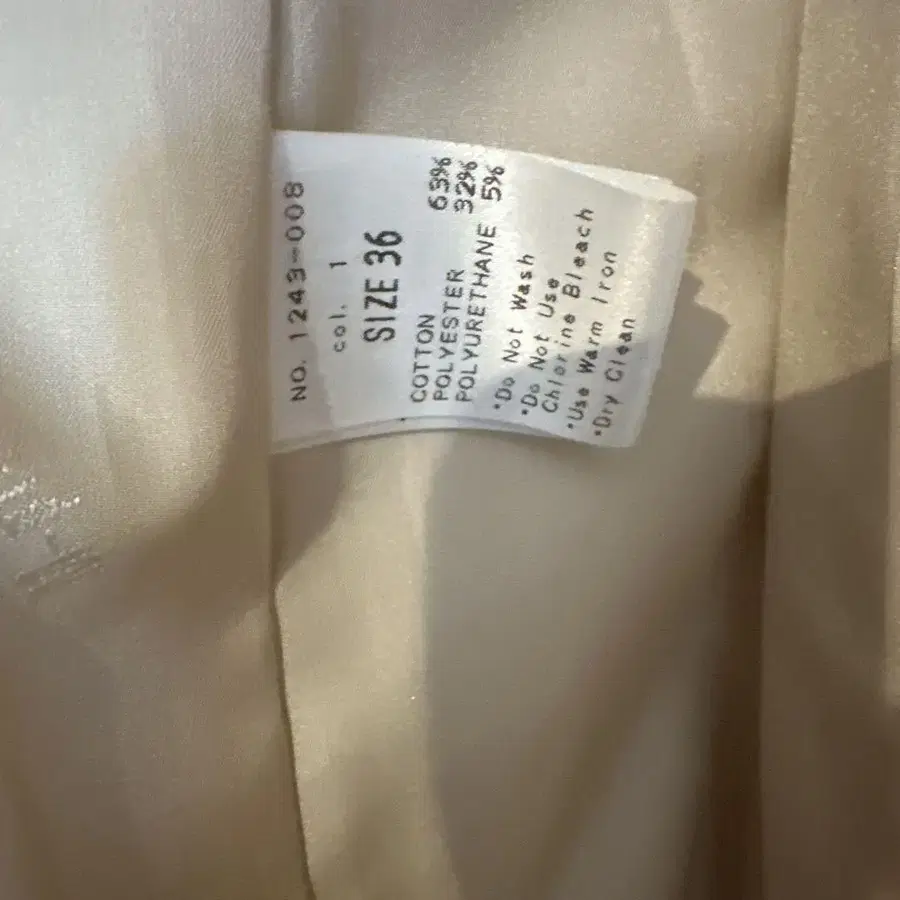 NO. 1243-008
col. 1
SIZE 36
COTTON 63%
POLYESTER 32%
POLYURETHANE 5%
*Do Not Wash
*Do Not Use
Chlorine Bleach
*Use Warm Iron
*Dry Clean